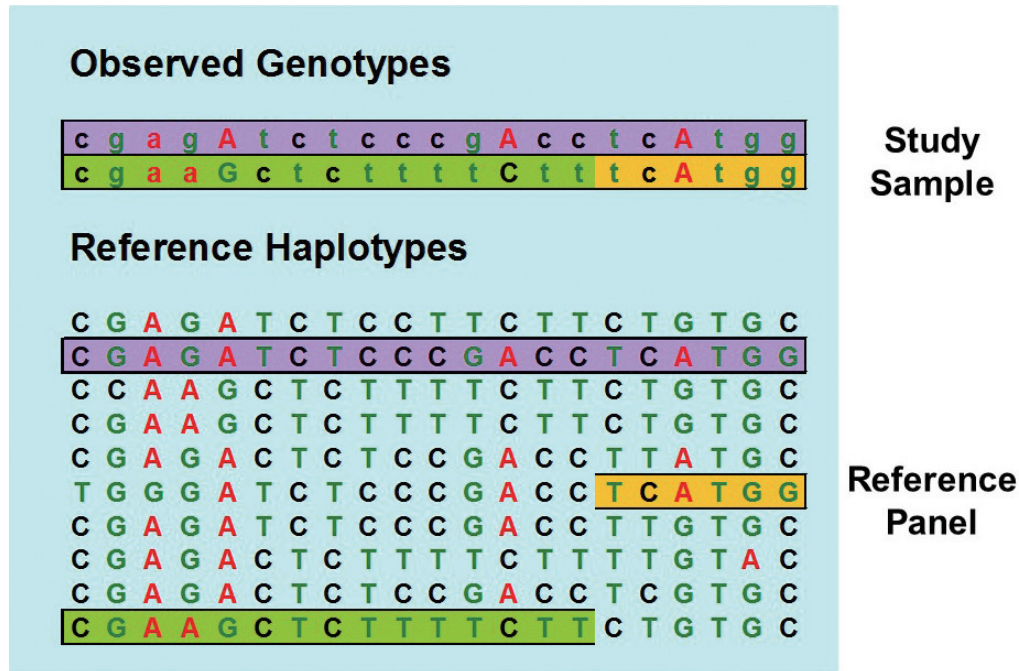 Observed Genotypes
c g a g A t c t c c c g A c c t c A t g g
c g a a G c t c t t t t C t t t c A t g g
Study
Sample
Reference Haplotypes
C G A G A T C T C C T T C T T C T G T G C
C G A G A T C T C C C G A C C T C A T G G
C C A A G C T C T T T T C T T C T G T G C
C G A A G C T C T T T T C T T C T G T G C
C G A G A C T C T C C G A C C T T A T G C
T G G G A T C T C C C G A C C T C A T G G
C G A G A T C T C C C G A C C T T G T G C
C G A G A C T C T T T T C T T T T G T A C
C G A G A C T C T C C G A C C T C G T G C
C G A A G C T C T T T T C T T C T G T G C
Reference
Panel